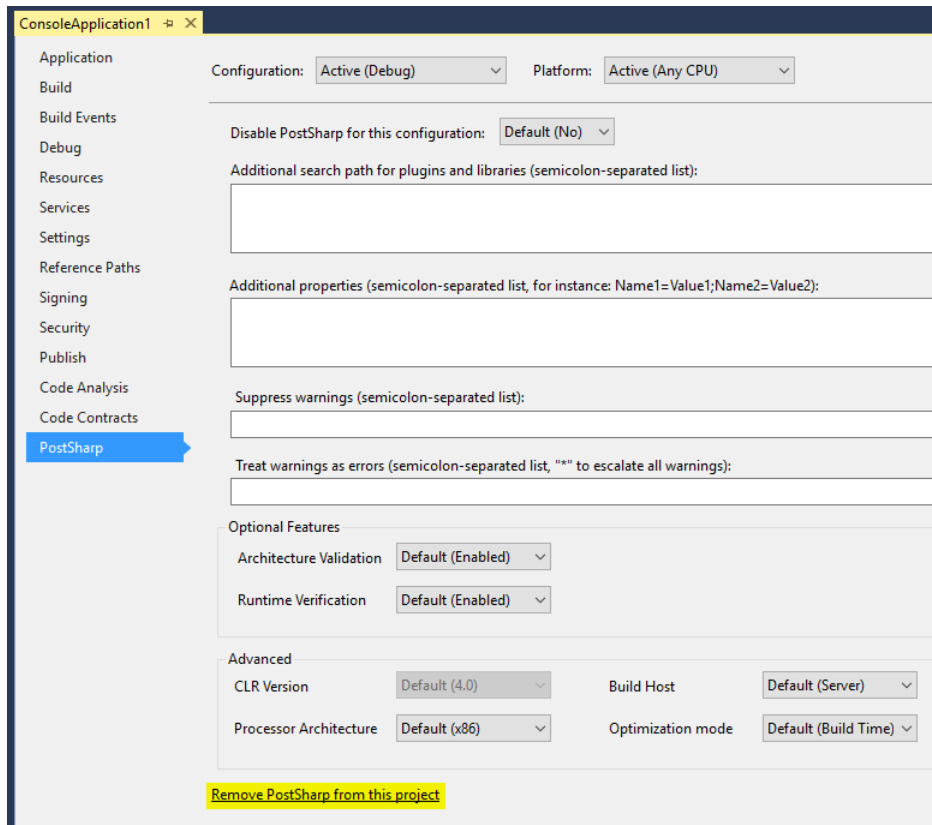 ConsoleApplication1
Application
Build
Build Events
Debug
Resources
Services
Settings
Reference Paths
Signing
Security
Publish
Code Analysis
Code Contracts
PostSharp
Configuration: Active (Debug) Platform: Active (Any CPU)
Disable PostSharp for this configuration: Default (No)
Additional search path for plugins and libraries (semicolon-separated list):
Additional properties (semicolon-separated list, for instance: Name1=Value1;Name2=Value2):
Suppress warnings (semicolon-separated list):
Treat warnings as errors (semicolon-separated list, "*" to escalate all warnings):
Optional Features
Architecture Validation Default (Enabled)
Runtime Verification Default (Enabled)
Advanced
CLR Version Default (4.0) Build Host Default (Server)
Processor Architecture Default (x86) Optimization mode Default (Build Time)
Remove PostSharp from this project